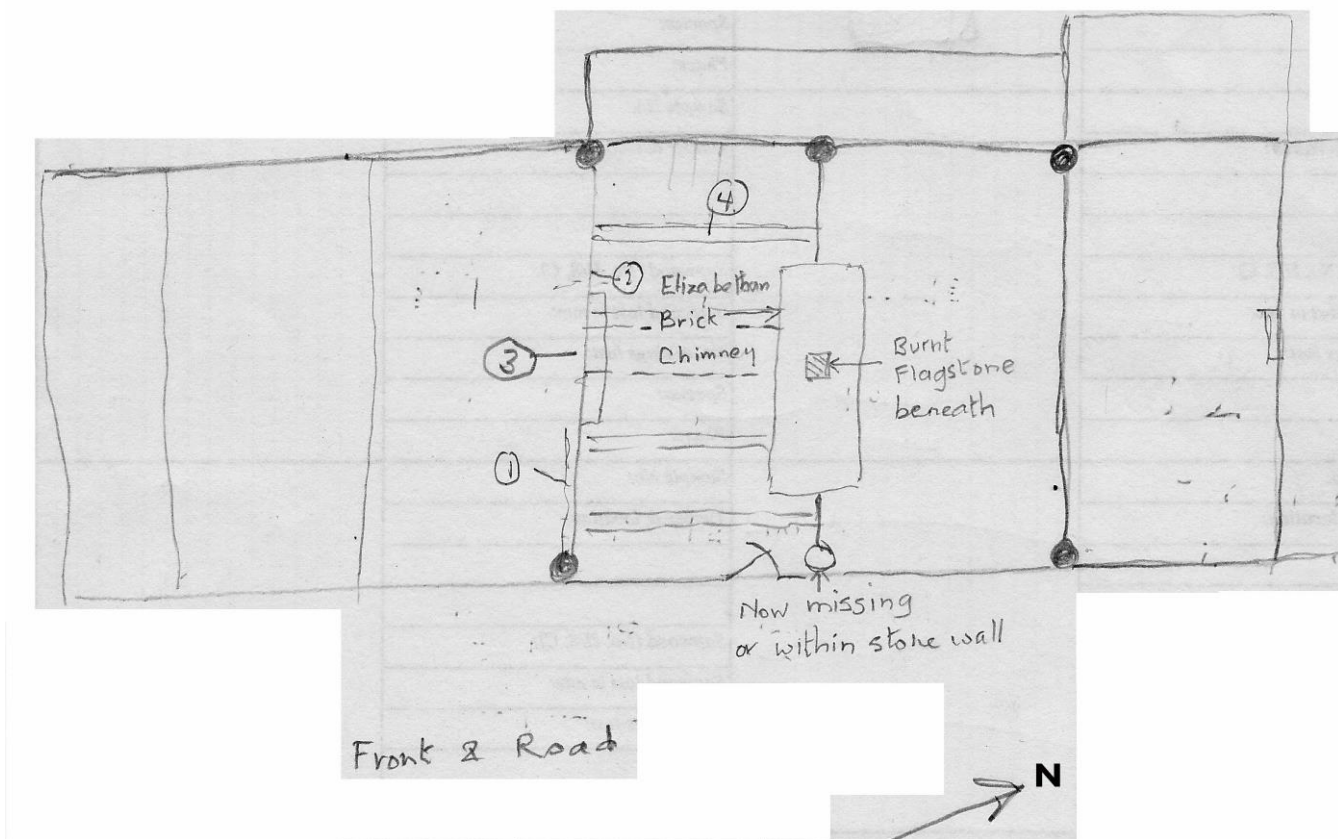 4
2
Elizabethan
Brick
Chimney
3
Burnt
Flagstone
beneath
1
Now missing
or within stone wall
Front & Road
N